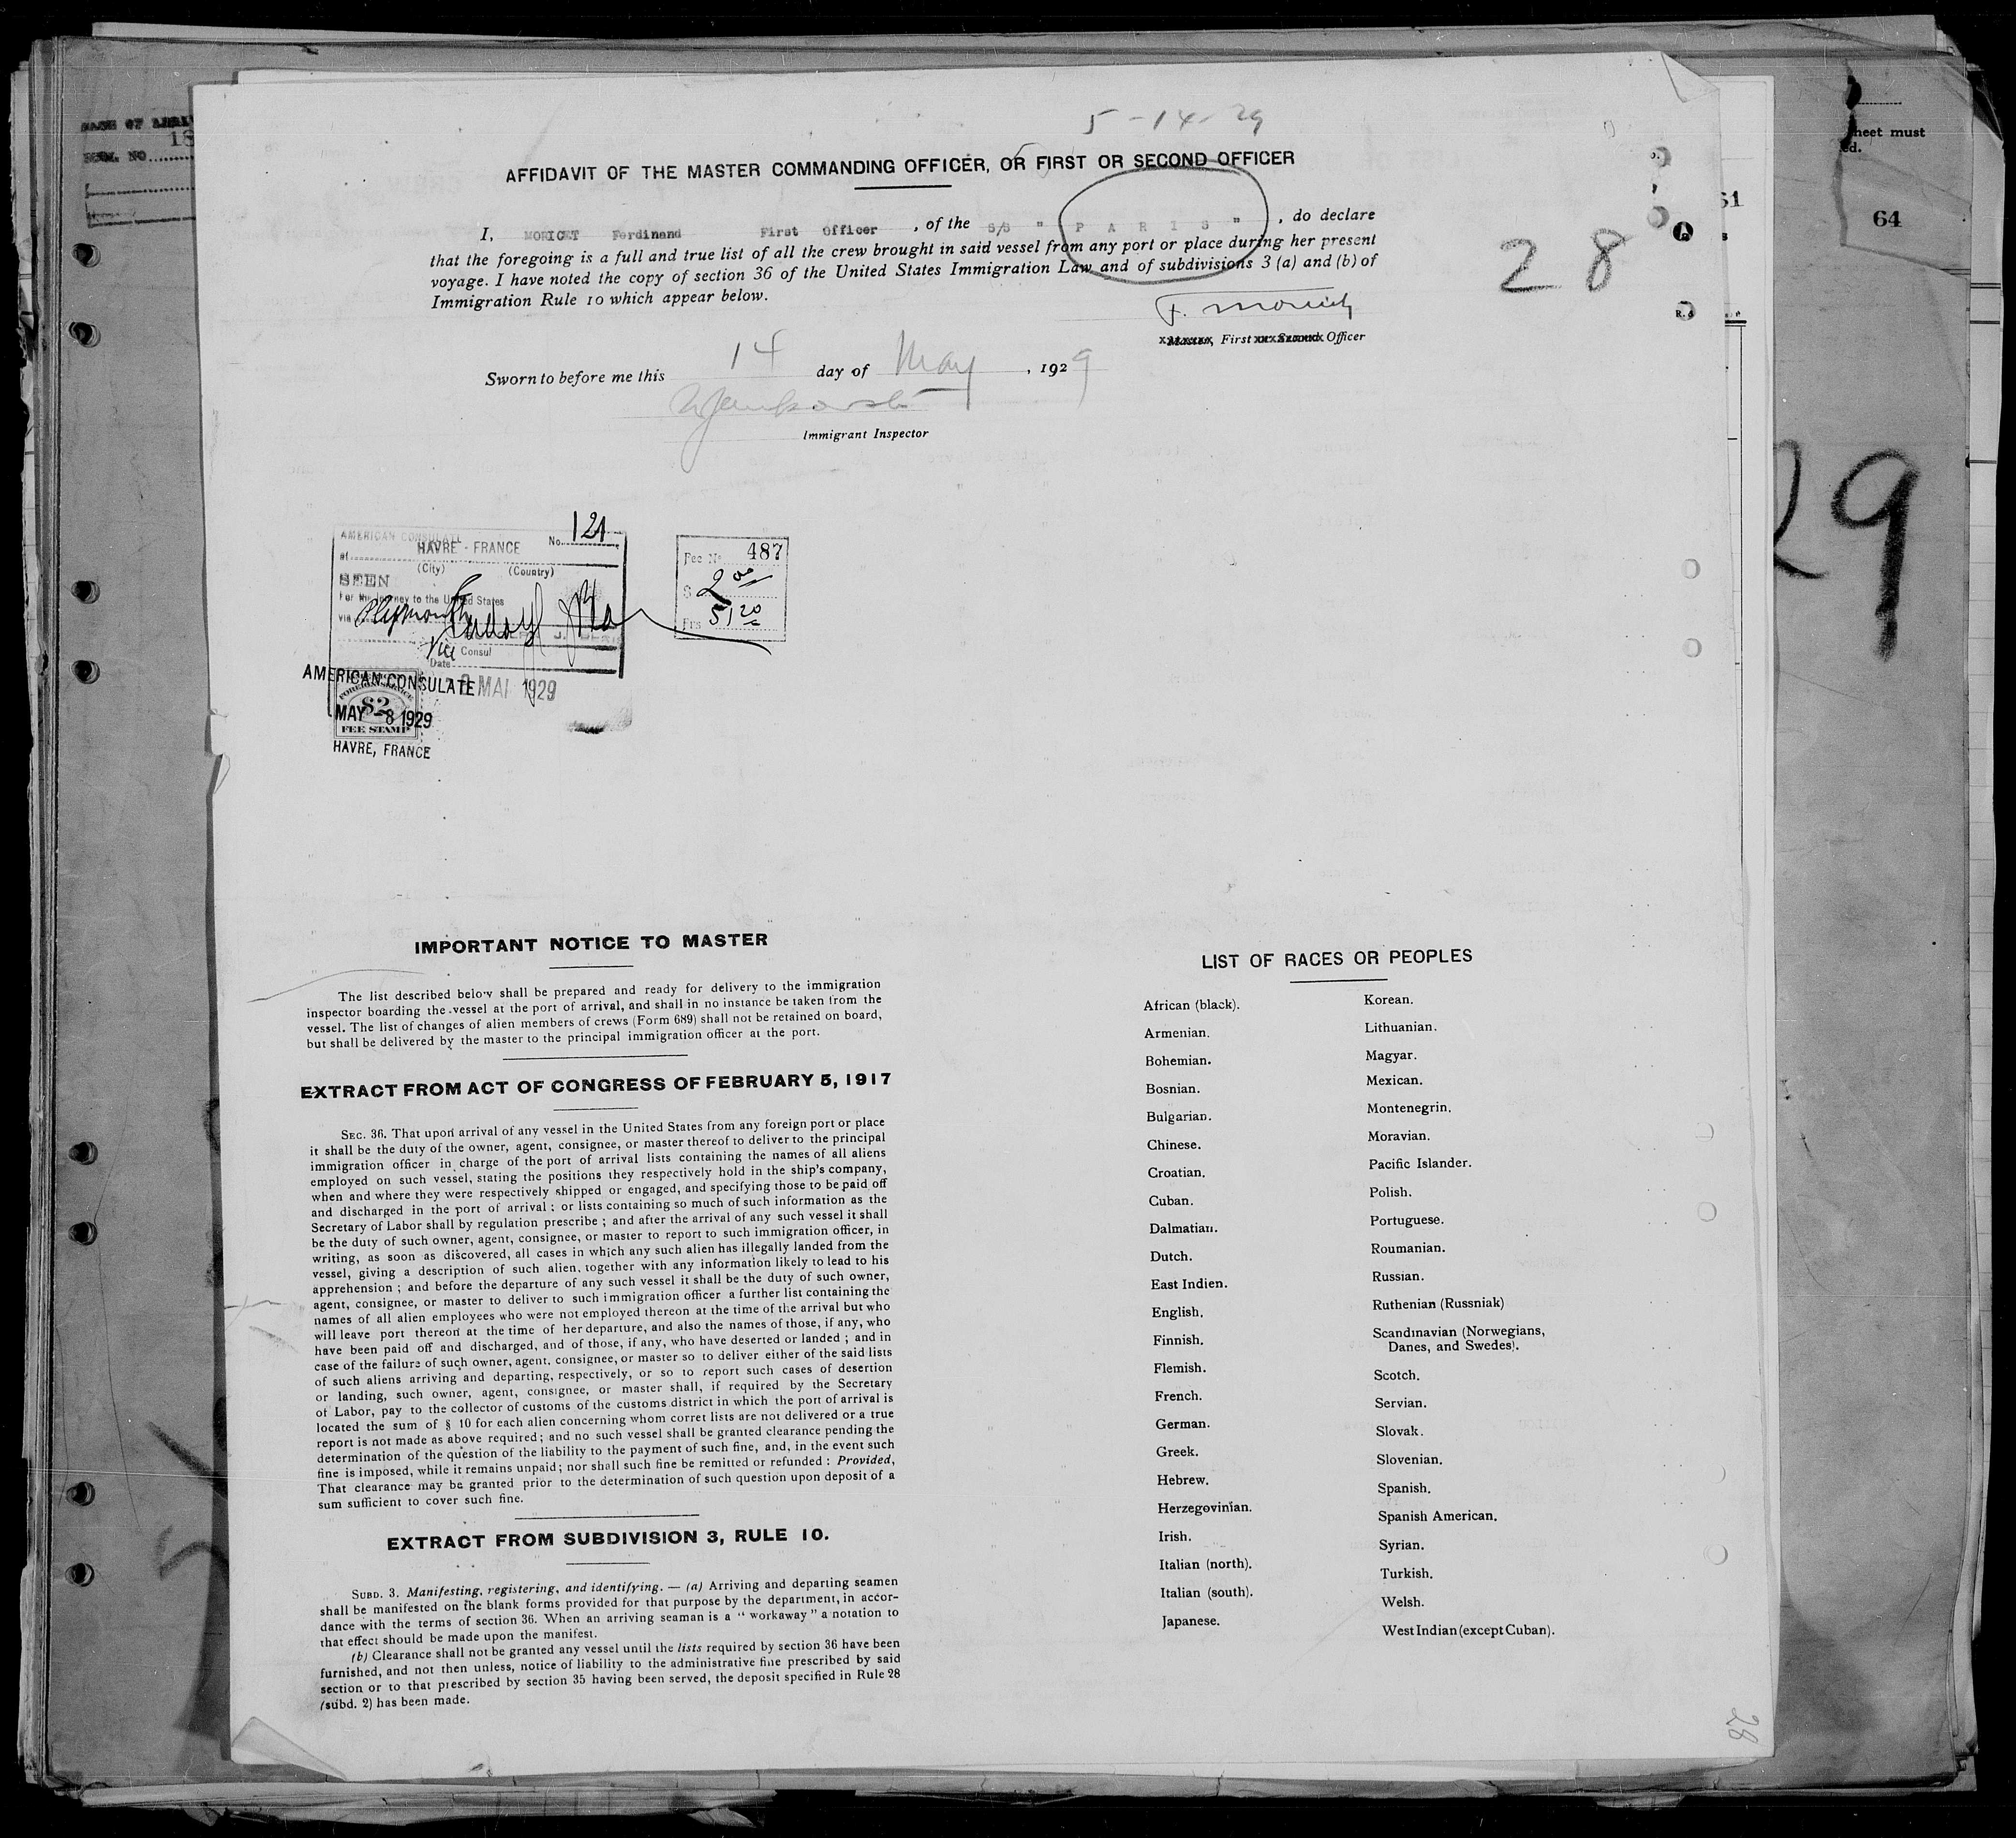 5-14-29
AFFIDAVIT OF THE MASTER COMMANDING OFFICER, OR FIRST OR SECOND OFFICER
I, MORICET Ferdinand First Officer , of the S/S " P A R I S " , do declare
that the foregoing is a full and true list of all the crew brought in said vessel from any port or place during her present
voyage. I have noted the copy of section 36 of the United States Immigration Law and of subdivisions 3 (a) and (b) of
Immigration Rule 10 which appear below.
28
Master, First or Second Officer
Sworn to before me this 14 day of May , 1929
Immigrant Inspector
AMERICAN CONSULATE
No. 121
at HAVRE - FRANCE
(City) (Country)
SEEN
For the journey to the United States
via Plymouth
Vice Consul
Date
8 MAI 1929
AMERICAN CONSULATE
MAY -8 1929
HAVRE, FRANCE
$2
FEE STAMP
Fee No 487
$ 2 00
Frs 51 20
IMPORTANT NOTICE TO MASTER
The list described below shall be prepared and ready for delivery to the immigration
inspector boarding the vessel at the port of arrival, and shall in no instance be taken from the
vessel. The list of changes of alien members of crews (Form 689) shall not be retained on board,
but shall be delivered by the master to the principal immigration officer at the port.
EXTRACT FROM ACT OF CONGRESS OF FEBRUARY 5, 1917
SEC. 36. That upon arrival of any vessel in the United States from any foreign port or place
it shall be the duty of the owner, agent, consignee, or master thereof to deliver to the principal
immigration officer in charge of the port of arrival lists containing the names of all aliens
employed on such vessel, stating the positions they respectively hold in the ship's company,
when and where they were respectively shipped or engaged, and specifying those to be paid off
and discharged in the port of arrival ; or lists containing so much of such information as the
Secretary of Labor shall by regulation prescribe ; and after the arrival of any such vessel it shall
be the duty of such owner, agent, consignee, or master to report to such immigration officer, in
writing, as soon as discovered, all cases in which any such alien has illegally landed from the
vessel, giving a description of such alien, together with any information likely to lead to his
apprehension ; and before the departure of any such vessel it shall be the duty of such owner,
agent, consignee, or master to deliver to such immigration officer a further list containing the
names of all alien employees who were not employed thereon at the time of the arrival but who
will leave port thereon at the time of her departure, and also the names of those, if any, who
have been paid off and discharged, and of those, if any, who have deserted or landed ; and in
case of the failure of such owner, agent, consignee, or master so to deliver either of the said lists
of such aliens arriving and departing, respectively, or so to report such cases of desertion
or landing, such owner, agent, consignee, or master shall, if required by the Secretary
of Labor, pay to the collector of customs of the customs district in which the port of arrival is
located the sum of § 10 for each alien concerning whom corret lists are not delivered or a true
report is not made as above required ; and no such vessel shall be granted clearance pending the
determination of the question of the liability to the payment of such fine, and, in the event such
fine is imposed, while it remains unpaid ; nor shall such fine be remitted or refunded : Provided,
That clearance may be granted prior to the determination of such question upon deposit of a
sum sufficient to cover such fine.
EXTRACT FROM SUBDIVISION 3, RULE 10.
SUBD. 3. Manifesting, registering, and identifying. — (a) Arriving and departing seamen
shall be manifested on the blank forms provided for that purpose by the department, in accor-
dance with the terms of section 36. When an arriving seaman is a " workaway " a notation to
that effect should be made upon the manifest.
(b) Clearance shall not be granted any vessel until the lists required by section 36 have been
furnished, and not then unless, notice of liability to the administrative fine prescribed by said
section or to that prescribed by section 35 having been served, the deposit specified in Rule 28
(subd. 2) has been made.
LIST OF RACES OR PEOPLES
African (black).
Armenian.
Bohemian.
Bosnian.
Bulgarian.
Chinese.
Croatian.
Cuban.
Dalmatian.
Dutch.
East Indien.
English.
Finnish.
Flemish.
French.
German.
Greek.
Hebrew.
Herzegovinian.
Irish.
Italian (north).
Italian (south).
Japanese.
Korean.
Lithuanian.
Magyar.
Mexican.
Montenegrin.
Moravian.
Pacific Islander.
Polish.
Portuguese.
Roumanian.
Russian.
Ruthenian (Russniak)
Scandinavian (Norwegians,
Danes, and Swedes).
Scotch.
Servian.
Slovak.
Slovenian.
Spanish.
Spanish American.
Syrian.
Turkish.
Welsh.
West Indian (except Cuban).
28
sheet must
64
29